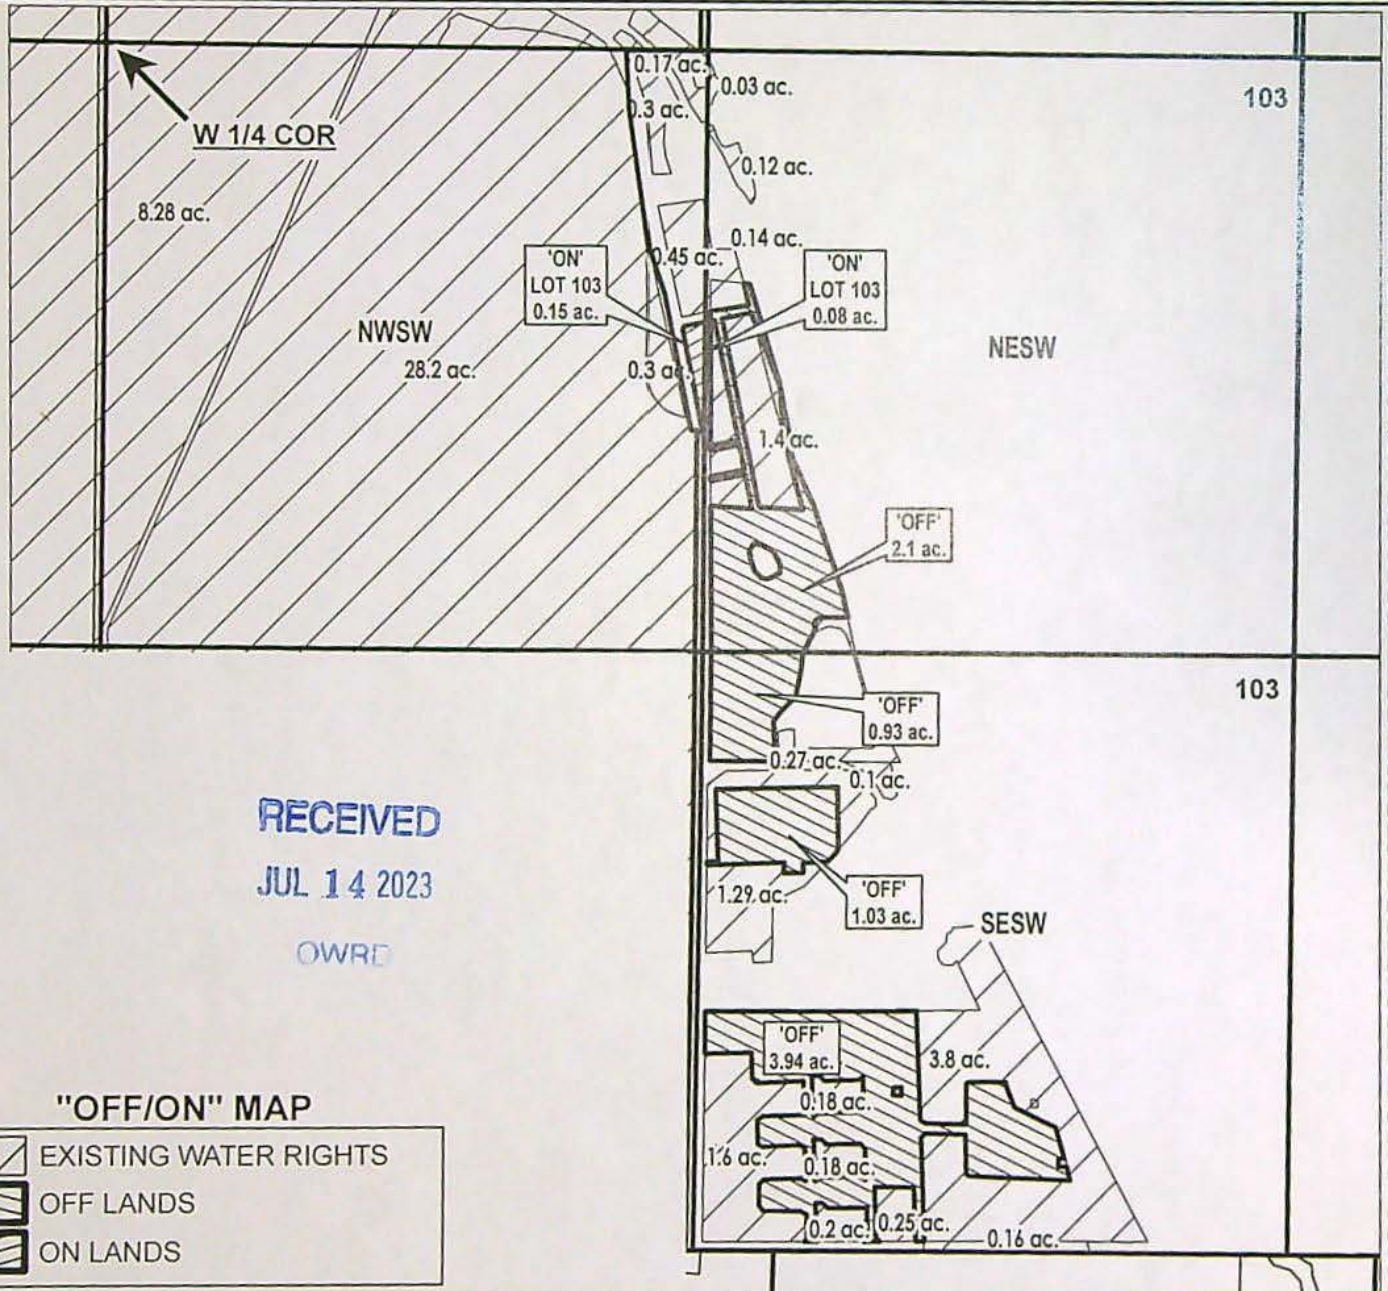 0.17 ac.
0.03 ac.
103
0.3 ac.
W 1/4 COR
0.12 ac.
8.28 ac.
0.14 ac.
'ON'
LOT 103
0.15 ac.
0.45 ac.
'ON'
LOT 103
0.08 ac.
NWSW
NESW
28.2 ac.
0.3 ac.
1.4 ac.
'OFF'
2.1 ac.
103
'OFF'
0.93 ac.
0.27 ac.
0.1 ac.
RECEIVED
JUL 14 2023
OWRD
1.29 ac.
'OFF'
1.03 ac.
SESW
'OFF'
3.94 ac.
3.8 ac.
0.18 ac.
1.6 ac.
0.18 ac.
0.2 ac.
0.25 ac.
0.16 ac.
"OFF/ON" MAP
EXISTING WATER RIGHTS
OFF LANDS
ON LANDS